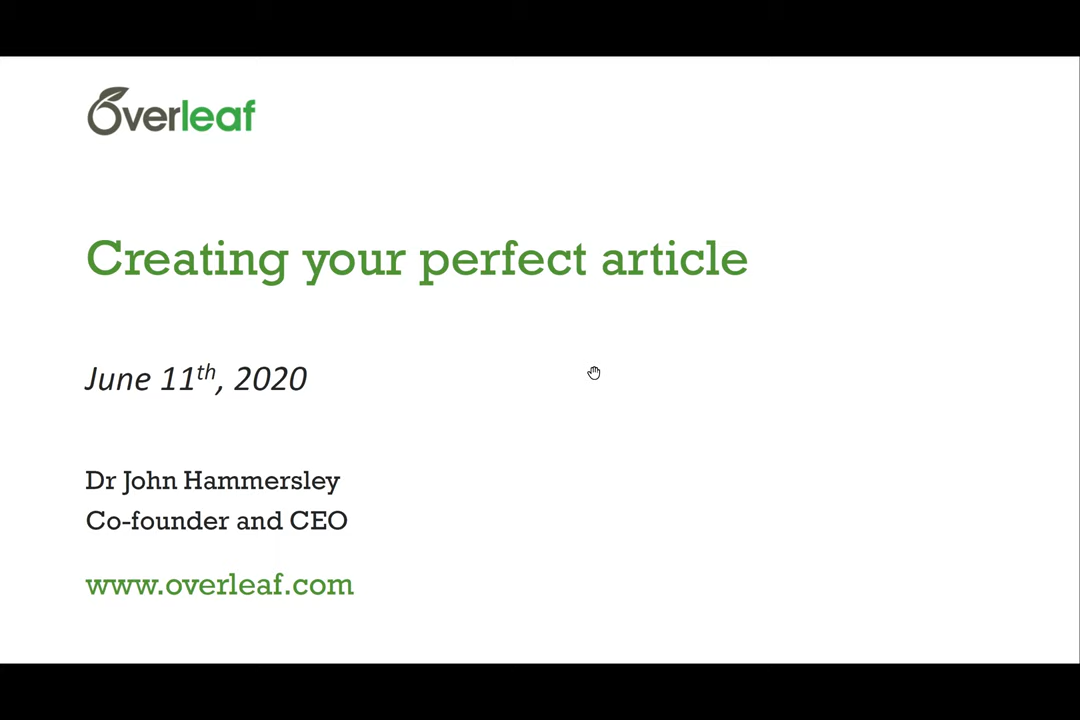 Overleaf
Creating your perfect article
June 11th, 2020
Dr John Hammersley
Co-founder and CEO
www.overleaf.com